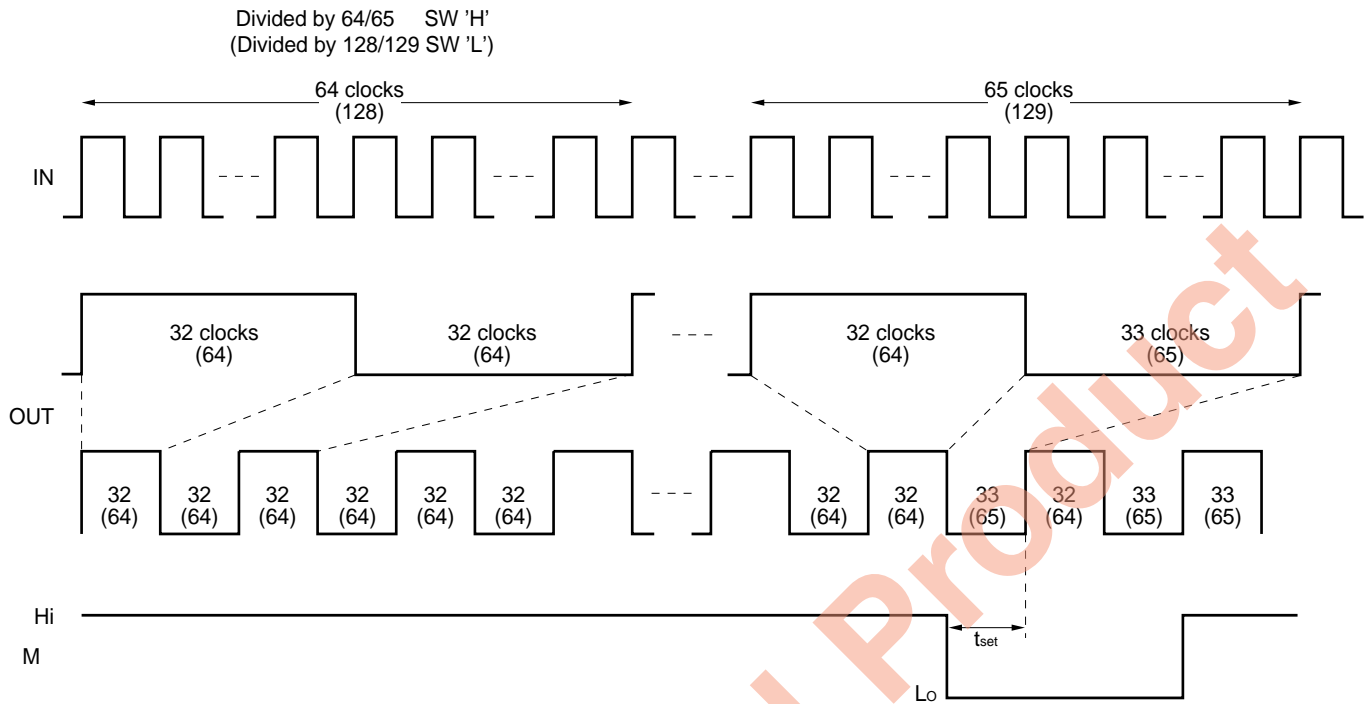 Divided by 64/65 SW 'H'
(Divided by 128/129 SW 'L')
64 clocks
(128)
65 clocks
(129)
IN
32 clocks
(64)
32 clocks
(64)
32 clocks
(64)
33 clocks
(65)
OUT
32
(64)
32
(64)
32
(64)
32
(64)
32
(64)
32
(64)
32
(64)
32
(64)
33
(65)
32
(64)
33
(65)
33
(65)
Hi
M
tset
Lo
Product